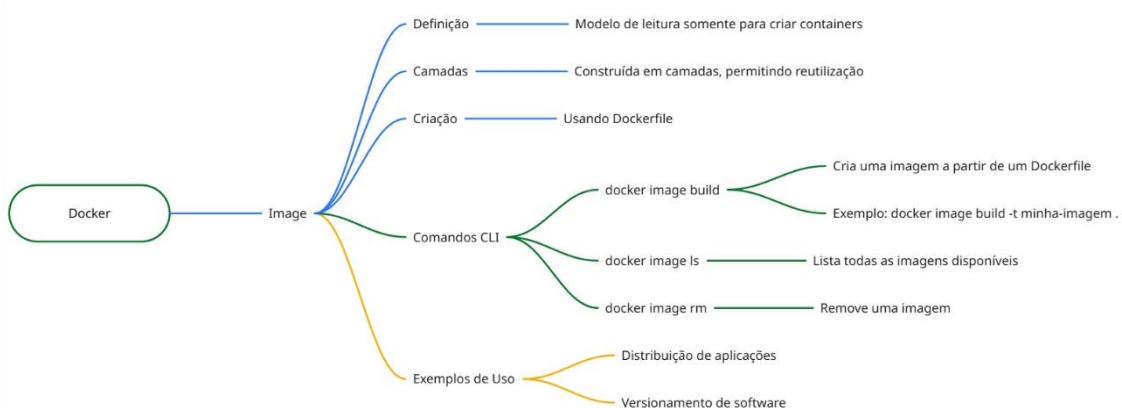 Docker
Image
Definição
Modelo de leitura somente para criar containers
Camadas
Construída em camadas, permitindo reutilização
Criação
Usando Dockerfile
Comandos CLI
docker image build
Cria uma imagem a partir de um Dockerfile
Exemplo: docker image build -t minha-imagem .
docker image ls
Lista todas as imagens disponíveis
docker image rm
Remove uma imagem
Exemplos de Uso
Distribuição de aplicações
Versionamento de software